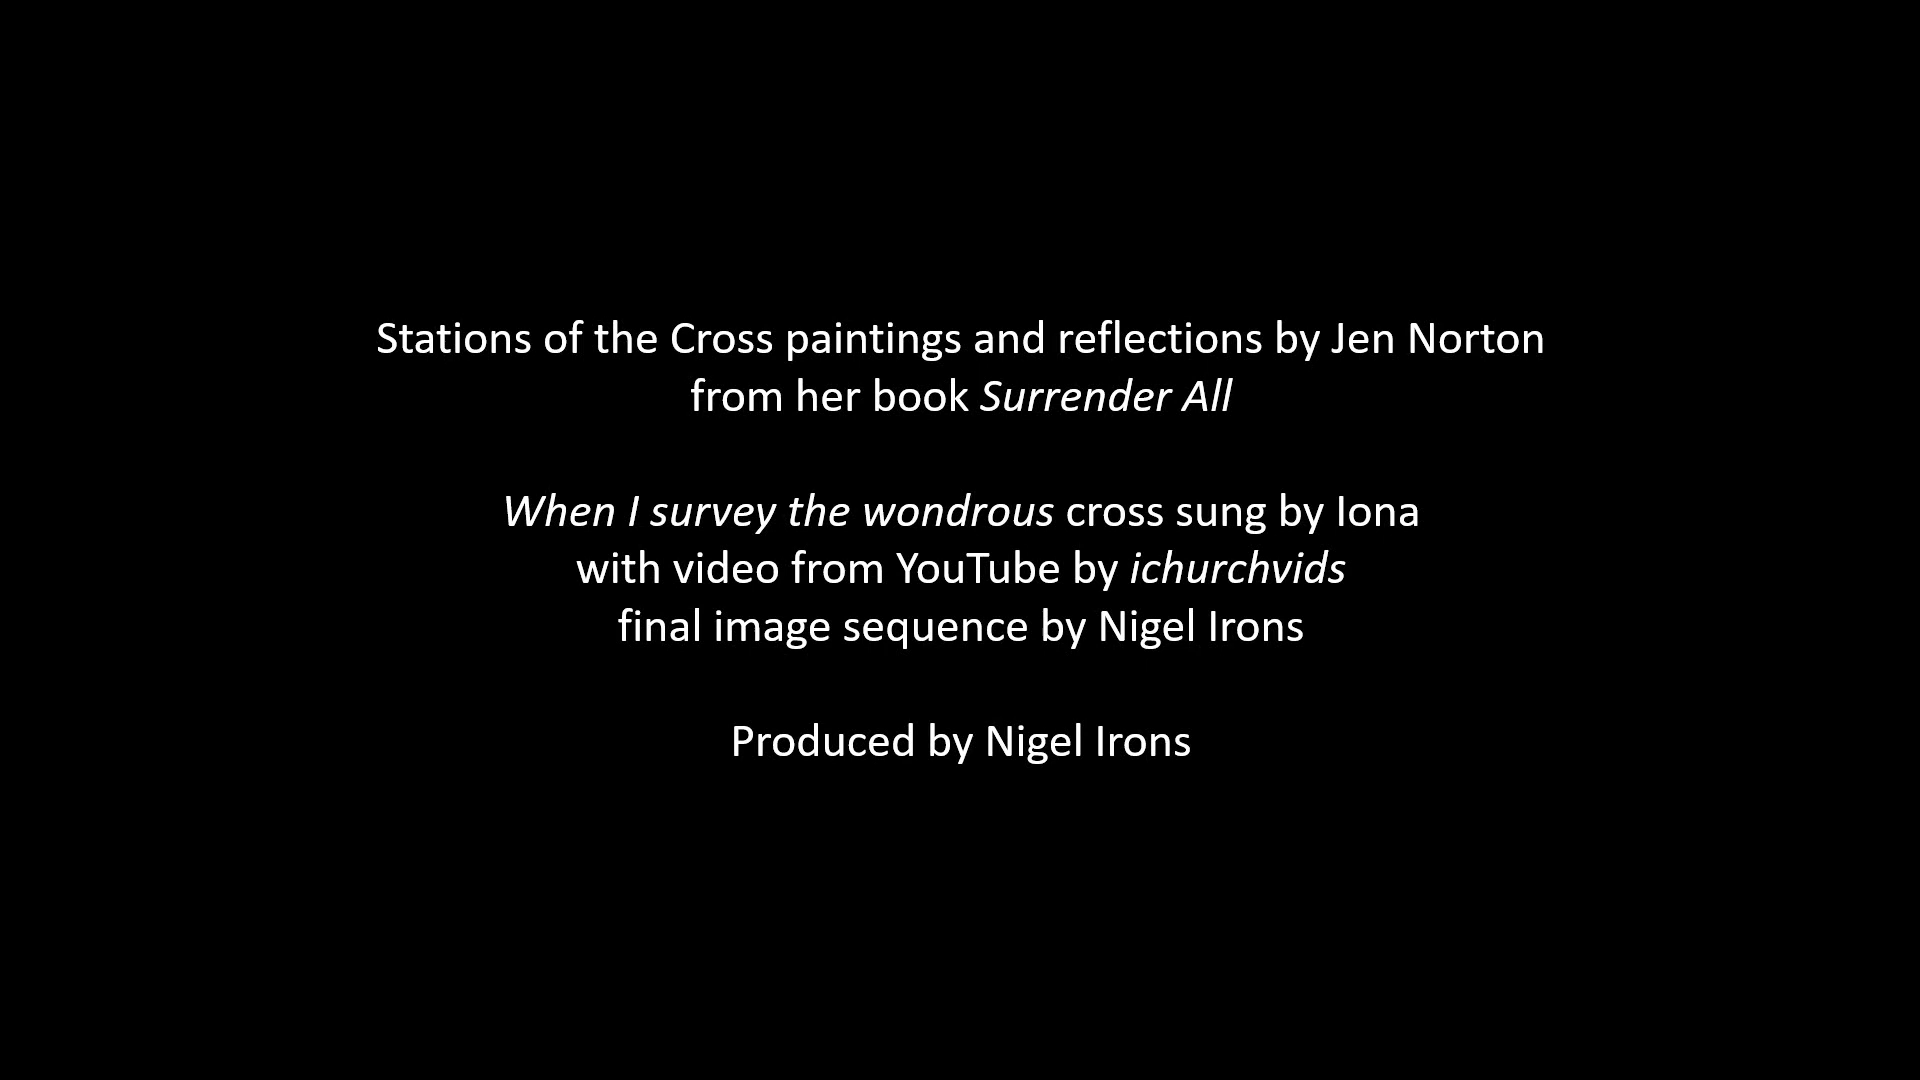 Stations of the Cross paintings and reflections by Jen Norton
from her book Surrender All
When I survey the wondrous cross sung by Iona
with video from YouTube by ichurchvids
final image sequence by Nigel Irons
Produced by Nigel Irons